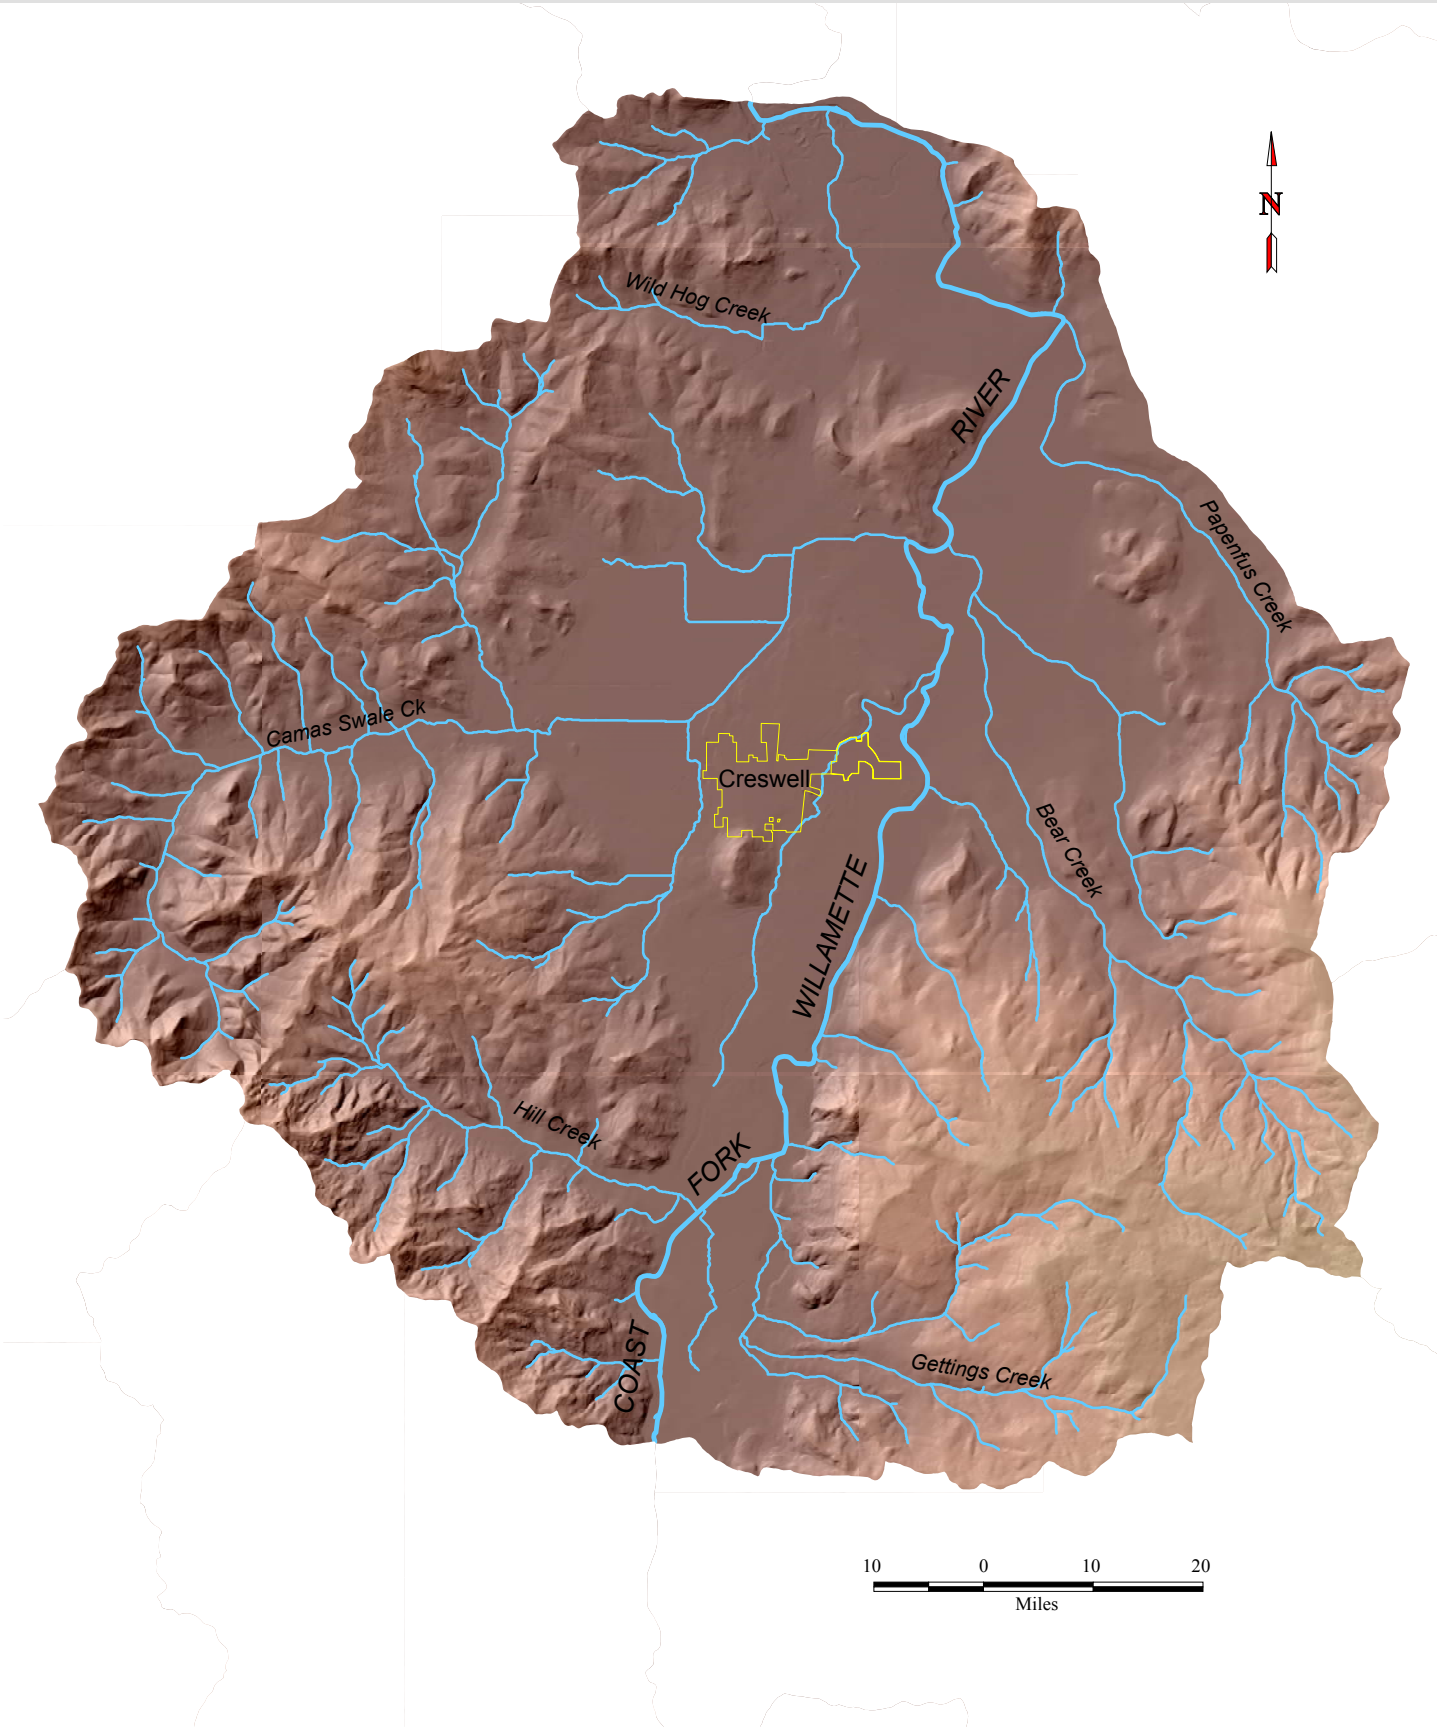 N
Wild Hog Creek
RIVER
Papenfus Creek
Camas Swale Ck
Creswell
Bear Creek
WILLAMETTE
Hill Creek
FORK
COAST
Gettings Creek
10 0 10 20
Miles